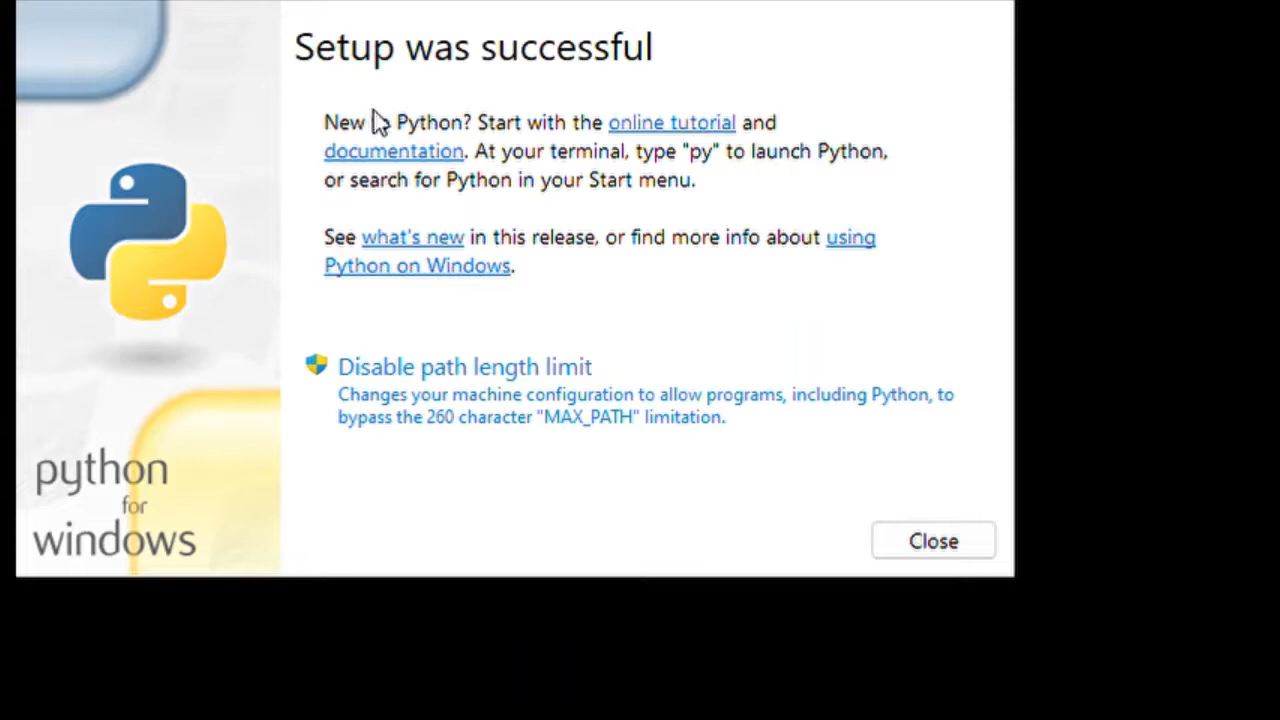 Setup was successful
New Python? Start with the online tutorial and
documentation. At your terminal, type "py" to launch Python,
or search for Python in your Start menu.
See what's new in this release, or find more info about using
Python on Windows.
Disable path length limit
Changes your machine configuration to allow programs, including Python, to
bypass the 260 character "MAX_PATH" limitation.
python
for
windows
Close